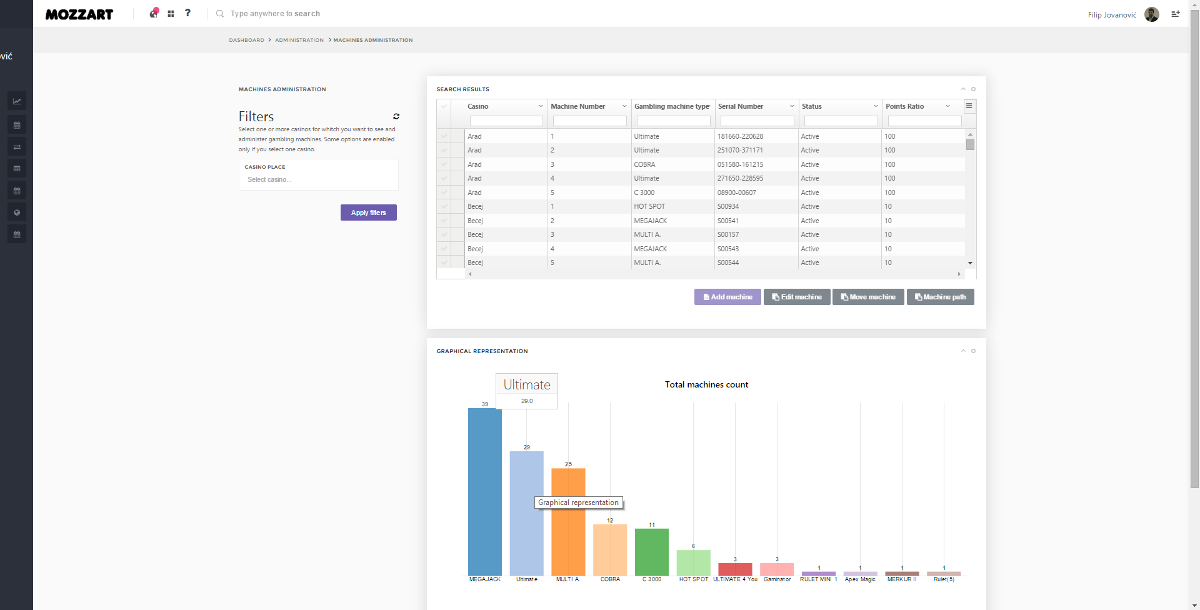 MOZZART
?
Type anywhere to search
Filip Jovanović
ović
DASHBOARD > ADMINISTRATION > MACHINES ADMINISTRATION
MACHINES ADMINISTRATION
Filters
Select one or more casinos for whitch you want to see and
administer gambling machines. Some options are enabled
only if you select one casino.
CASINO PLACE
Select casino...
Apply filters
SEARCH RESULTS
Casino Machine Number Gambling machine type Serial Number Status Points Ratio
Arad 1 Ultimate 181660-220628 Active 100
Arad 2 Ultimate 251070-371171 Active 100
Arad 3 COBRA 051580-161215 Active 100
Arad 4 Ultimate 271650-228595 Active 100
Arad 5 C 3000 08900-00607 Active 100
Becej 1 HOT SPOT S00934 Active 10
Becej 2 MEGAJACK S00541 Active 10
Becej 3 MULTI A. S00157 Active 10
Becej 4 MEGAJACK S00543 Active 10
Becej 5 MULTI A. S00544 Active 10
Add machine Edit machine Move machine Machine path
GRAPHICAL REPRESENTATION
Total machines count
Ultimate
29.0
39 29 25 12 11 6 3 3 1 1 1 1
Graphical representation
MEGAJACK Ultimate MULTI A. COBRA C 3000 HOT SPOT ULTIMATE 4 You Gaminator RULET MINI 1 Apex Magic MERKUR II Rulet(5)